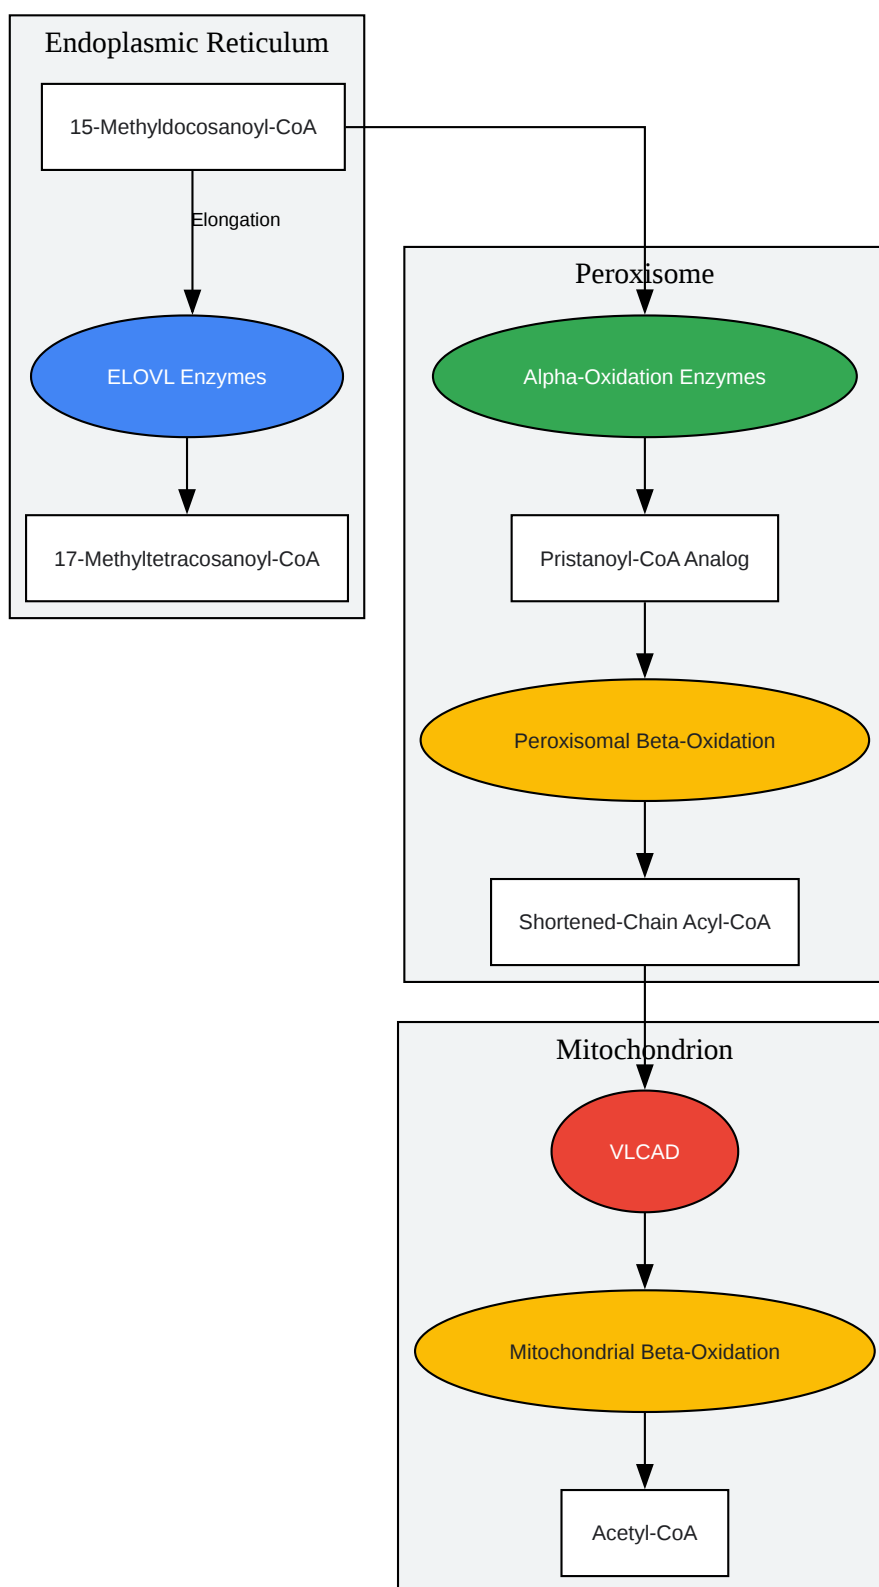 Endoplasmic Reticulum
15-Methyldocosanoyl-CoA
Elongation
ELOVL Enzymes
17-Methyltetracosanoyl-CoA
Peroxisome
Alpha-Oxidation Enzymes
Pristanoyl-CoA Analog
Peroxisomal Beta-Oxidation
Shortened-Chain Acyl-CoA
Mitochondrion
VLCAD
Mitochondrial Beta-Oxidation
Acetyl-CoA